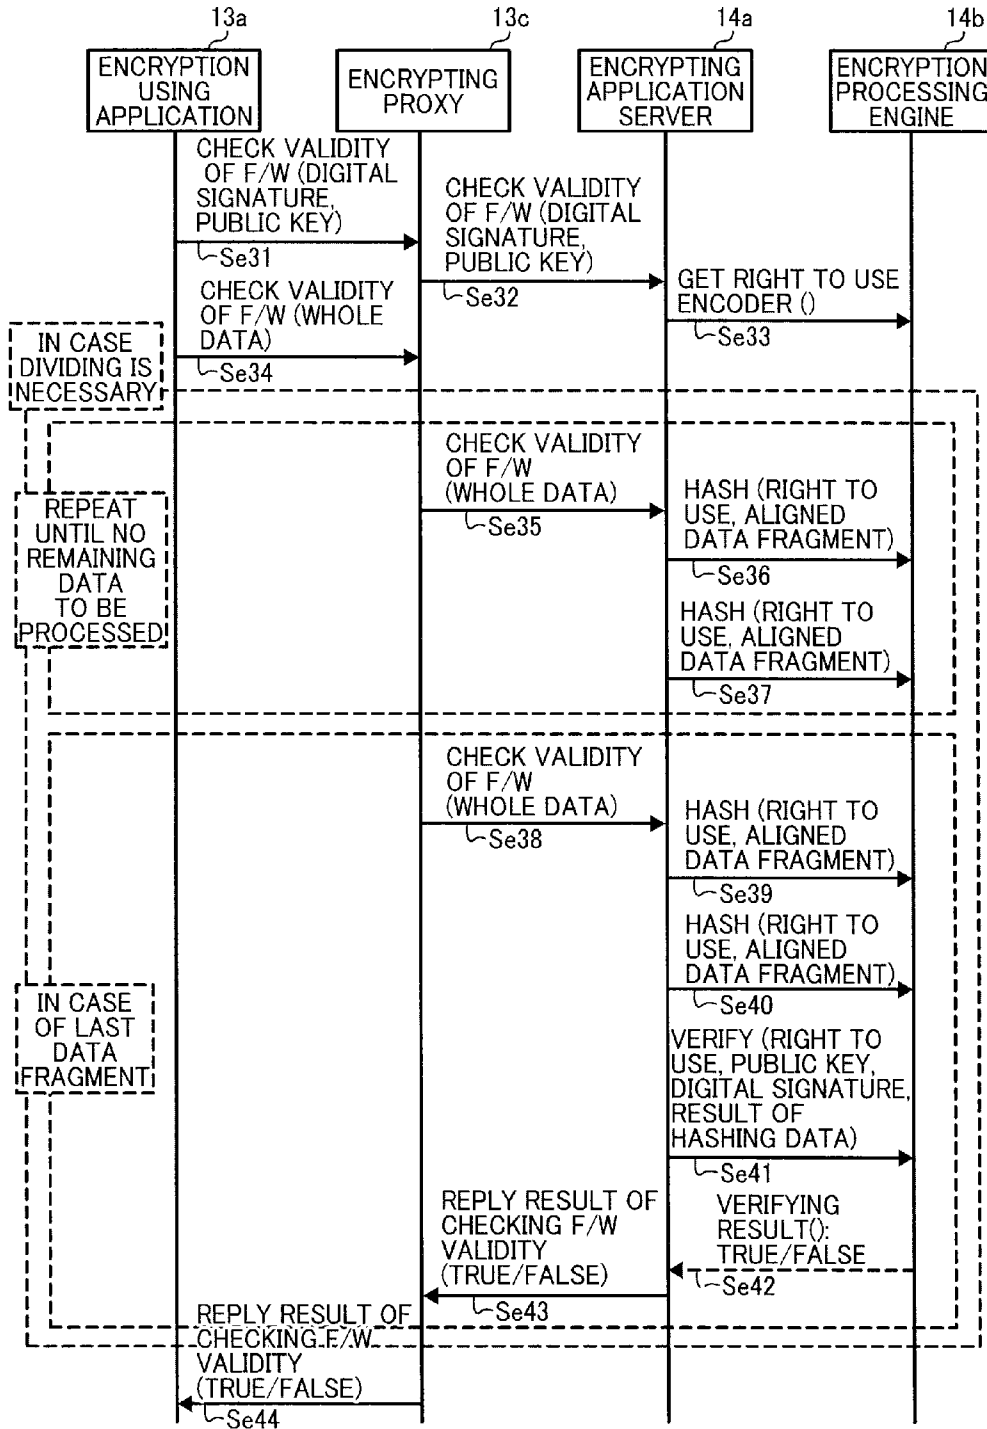 13a
13c
14a
14b
ENCRYPTION
USING
APPLICATION
ENCRYPTING
PROXY
ENCRYPTING
APPLICATION
SERVER
ENCRYPTION
PROCESSING
ENGINE
CHECK VALIDITY
OF F/W (DIGITAL
SIGNATURE,
PUBLIC KEY)
Se31
CHECK VALIDITY
OF F/W (DIGITAL
SIGNATURE,
PUBLIC KEY)
Se32
GET RIGHT TO USE
ENCODER ()
Se33
CHECK VALIDITY
OF F/W (WHOLE
DATA)
Se34
IN CASE
DIVIDING IS
NECESSARY
CHECK VALIDITY
OF F/W
(WHOLE DATA)
Se35
REPEAT
UNTIL NO
REMAINING
DATA
TO BE
PROCESSED
HASH (RIGHT TO
USE, ALIGNED
DATA FRAGMENT)
Se36
HASH (RIGHT TO
USE, ALIGNED
DATA FRAGMENT)
Se37
CHECK VALIDITY
OF F/W
(WHOLE DATA)
Se38
HASH (RIGHT TO
USE, ALIGNED
DATA FRAGMENT)
Se39
HASH (RIGHT TO
USE, ALIGNED
DATA FRAGMENT)
Se40
IN CASE
OF LAST
DATA
FRAGMENT
VERIFY (RIGHT TO
USE, PUBLIC KEY,
DIGITAL SIGNATURE,
RESULT OF
HASHING DATA)
Se41
VERIFYING
RESULT():
TRUE/FALSE
Se42
REPLY RESULT OF
CHECKING F/W
VALIDITY
(TRUE/FALSE)
Se43
REPLY RESULT OF
CHECKING F/W
VALIDITY
(TRUE/FALSE)
Se44